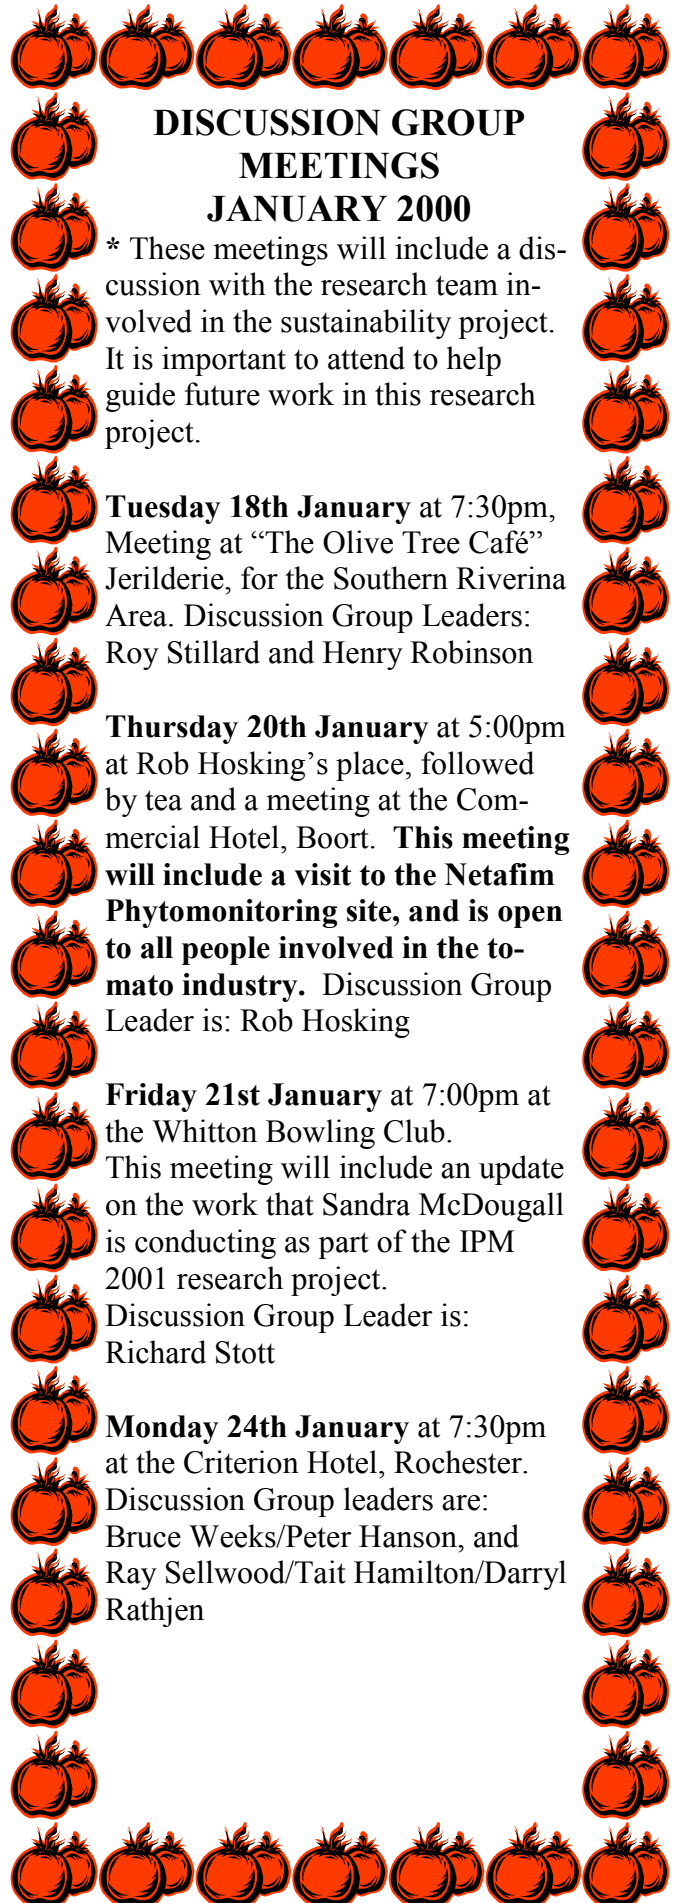 DISCUSSION GROUP
MEETINGS
JANUARY 2000
* These meetings will include a dis-
cussion with the research team in-
volved in the sustainability project.
It is important to attend to help
guide future work in this research
project.
Tuesday 18th January at 7:30pm,
Meeting at “The Olive Tree Café”
Jerilderie, for the Southern Riverina
Area. Discussion Group Leaders:
Roy Stillard and Henry Robinson
Thursday 20th January at 5:00pm
at Rob Hosking’s place, followed
by tea and a meeting at the Com-
mercial Hotel, Boort.  This meeting
will include a visit to the Netafim
Phytomonitoring site, and is open
to all people involved in the to-
mato industry.  Discussion Group
Leader is: Rob Hosking
Friday 21st January at 7:00pm at
the Whitton Bowling Club.
This meeting will include an update
on the work that Sandra McDougall
is conducting as part of the IPM
2001 research project.
Discussion Group Leader is:
Richard Stott
Monday 24th January at 7:30pm
at the Criterion Hotel, Rochester.
Discussion Group leaders are:
Bruce Weeks/Peter Hanson, and
Ray Sellwood/Tait Hamilton/Darryl
Rathjen